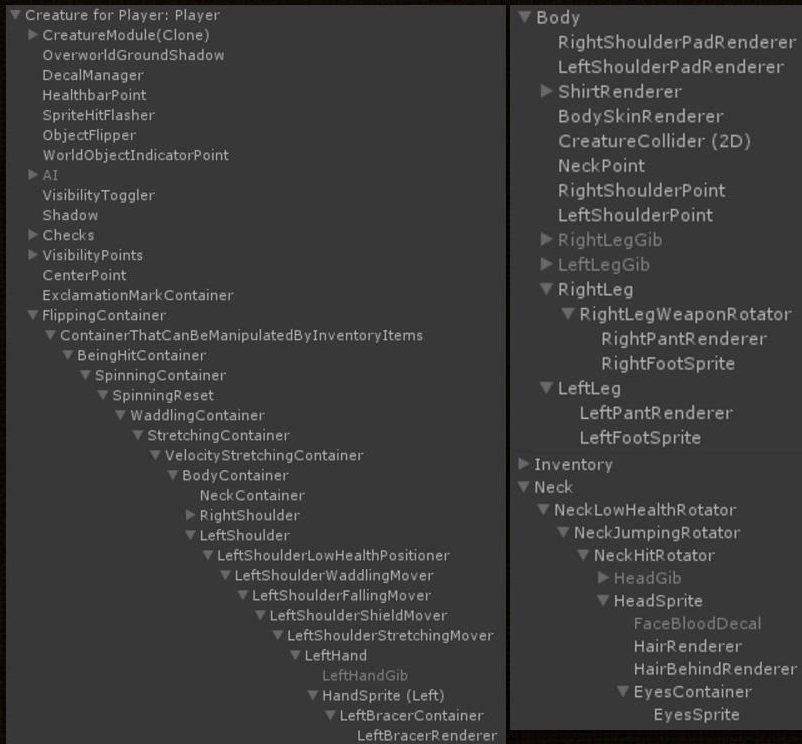 Creature for Player: Player
CreatureModule(Clone)
OverworldGroundShadow
DecalManager
HealthbarPoint
SpriteHitFlasher
ObjectFlipper
WorldObjectIndicatorPoint
AI
VisibilityToggler
Shadow
Checks
VisibilityPoints
CenterPoint
ExclamationMarkContainer
FlippingContainer
ContainerThatCanBeManipulatedByInventoryItems
BeingHitContainer
SpinningContainer
SpinningReset
WaddlingContainer
StretchingContainer
VelocityStretchingContainer
BodyContainer
NeckContainer
RightShoulder
LeftShoulder
LeftShoulderLowHealthPositioner
LeftShoulderWaddlingMover
LeftShoulderFallingMover
LeftShoulderShieldMover
LeftShoulderStretchingMover
LeftHand
LeftHandGib
HandSprite (Left)
LeftBracerContainer
LeftBracerRenderer
Body
RightShoulderPadRenderer
LeftShoulderPadRenderer
ShirtRenderer
BodySkinRenderer
CreatureCollider (2D)
NeckPoint
RightShoulderPoint
LeftShoulderPoint
RightLegGib
LeftLegGib
RightLeg
RightLegWeaponRotator
RightPantRenderer
RightFootSprite
LeftLeg
LeftPantRenderer
LeftFootSprite
Inventory
Neck
NeckLowHealthRotator
NeckJumpingRotator
NeckHitRotator
HeadGib
HeadSprite
FaceBloodDecal
HairRenderer
HairBehindRenderer
EyesContainer
EyesSprite